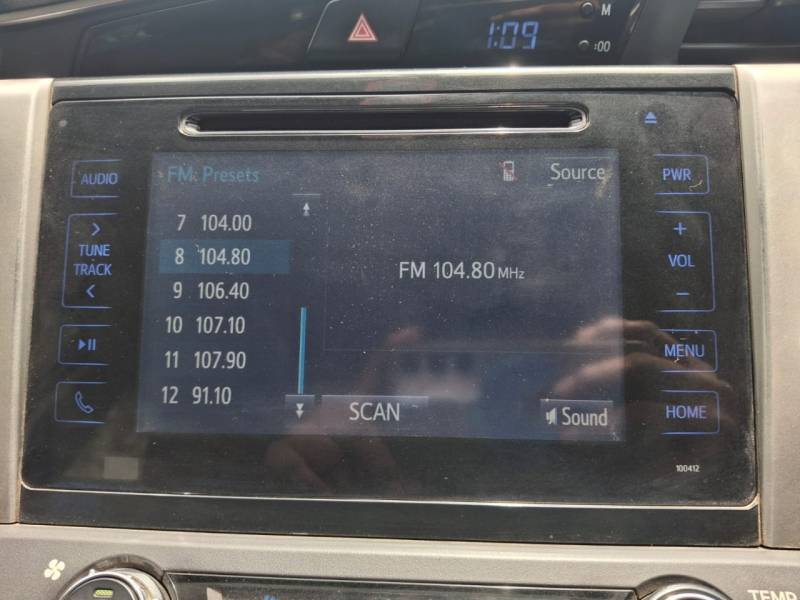 M
1:09
:00
AUDIO
PWR
FM Presets
Source
7 104.00
8 104.80
9 106.40
10 107.10
11 107.90
12 91.10
FM 104.80 MHz
TUNE
TRACK
+
VOL
-
MENU
SCAN
Sound
HOME
100412
TEMP